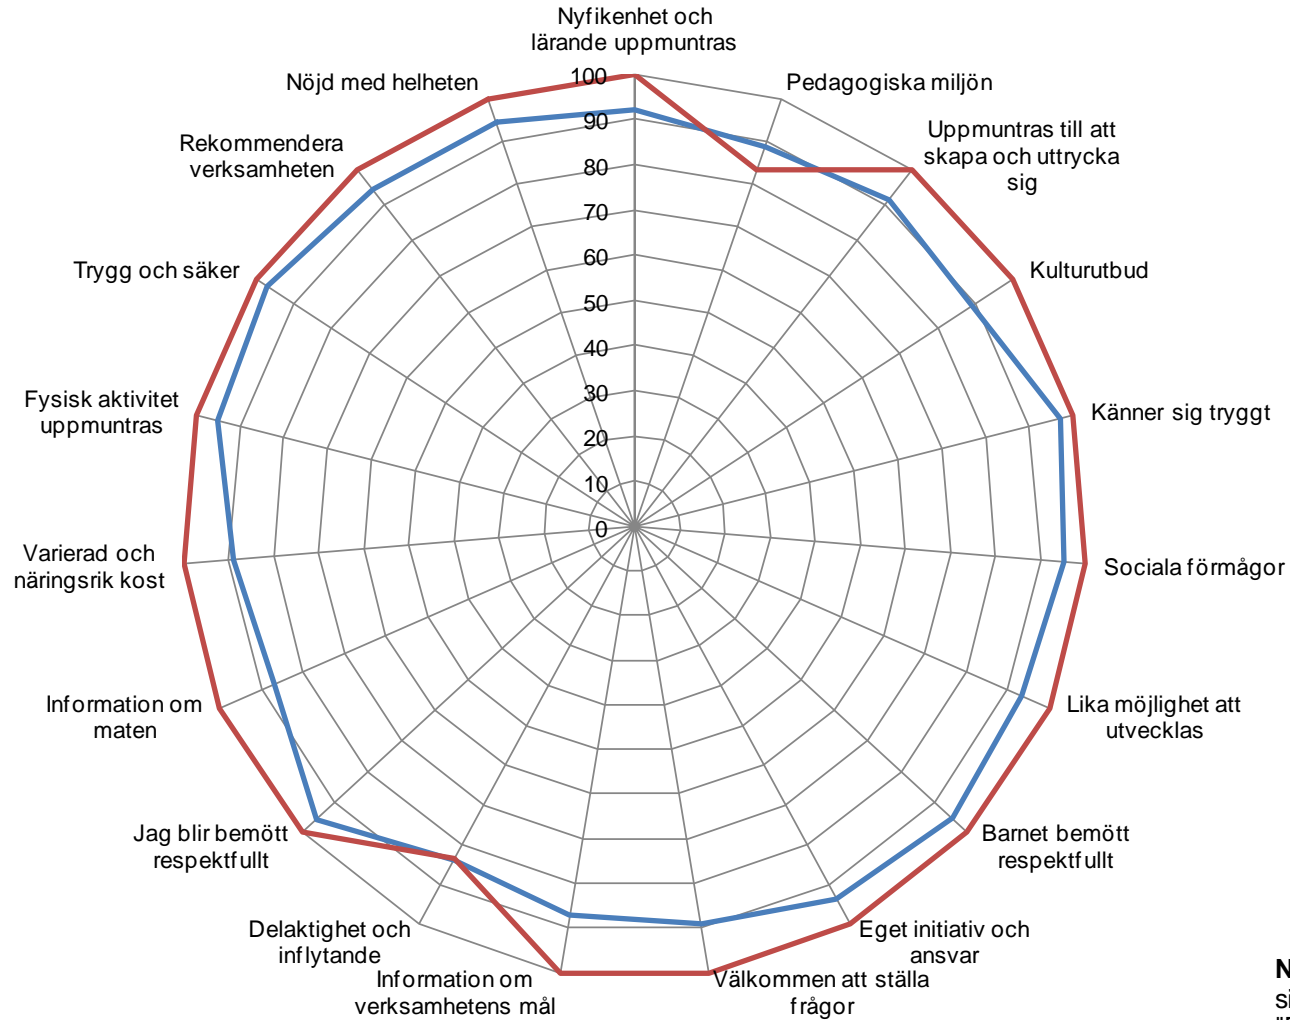 Nyfikenhet och
lärande uppmuntras
Pedagogiska miljön
Uppmuntras till att
skapa och uttrycka
sig
Kulturutbud
Känner sig tryggt
Sociala förmågor
Lika möjlighet att
utvecklas
Barnet bemött
respektfullt
Eget initiativ och
ansvar
Välkommen att ställa
frågor
Information om
verksamhetens mål
Delaktighet och
inflytande
Jag blir bemött
respektfullt
Information om
maten
Varierad och
näringsrik kost
Fysisk aktivitet
uppmuntras
Trygg och säker
Rekommendera
verksamheten
Nöjd med helheten
100
90
80
70
60
50
40
30
20
10
0